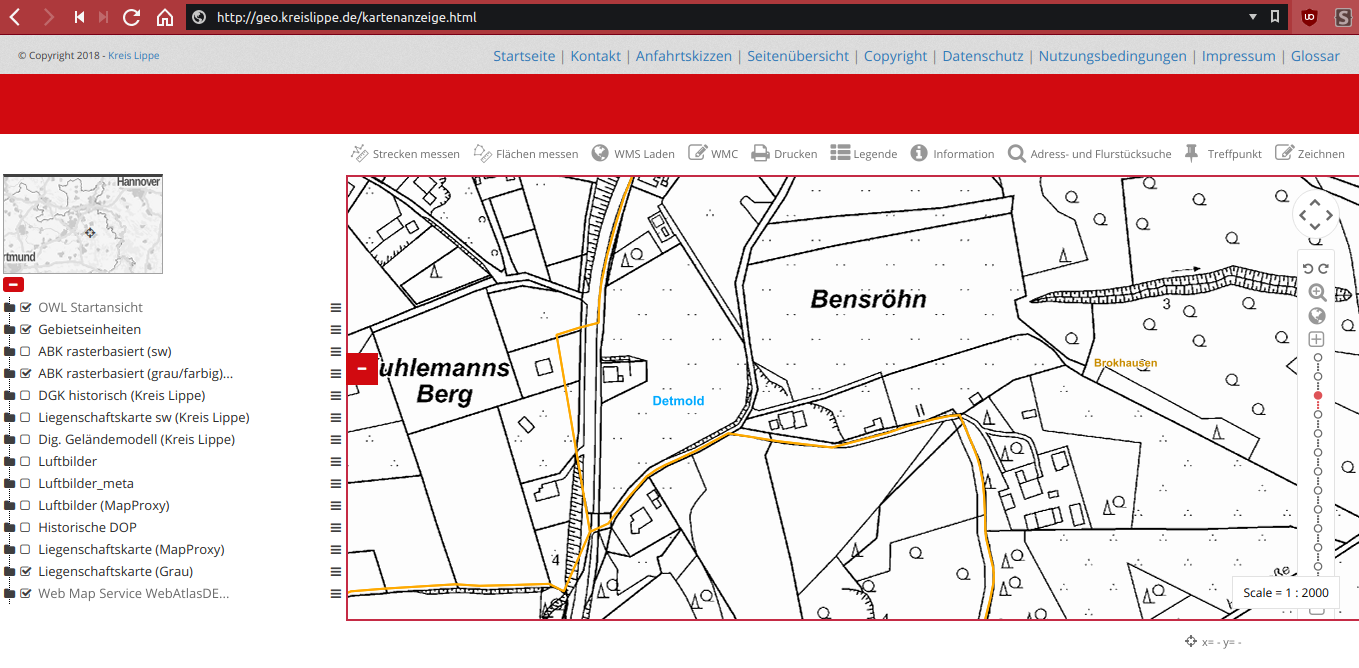 http://geo.kreislippe.de/kartenanzeige.html
© Copyright 2018 - Kreis Lippe
Startseite | Kontakt | Anfahrtskizzen | Seitenübersicht | Copyright | Datenschutz | Nutzungsbedingungen | Impressum | Glossar
Strecken messen Flächen messen WMS Laden WMC Drucken Legende Information Adress- und Flurstücksuche Treffpunkt Zeichnen
Hannover
rtmund
OWL Startansicht
Gebietseinheiten
ABK rasterbasiert (sw)
ABK rasterbasiert (grau/farbig)...
DGK historisch (Kreis Lippe)
Liegenschaftskarte sw (Kreis Lippe)
Dig. Geländemodell (Kreis Lippe)
Luftbilder
Luftbilder_meta
Luftbilder (MapProxy)
Historische DOP
Liegenschaftskarte (MapProxy)
Liegenschaftskarte (Grau)
Web Map Service WebAtlasDE...
Bensröhn
3
Brokhausen
uhlemanns
Berg
Detmold
4
Re
Scale = 1 : 2000
x= - y= -